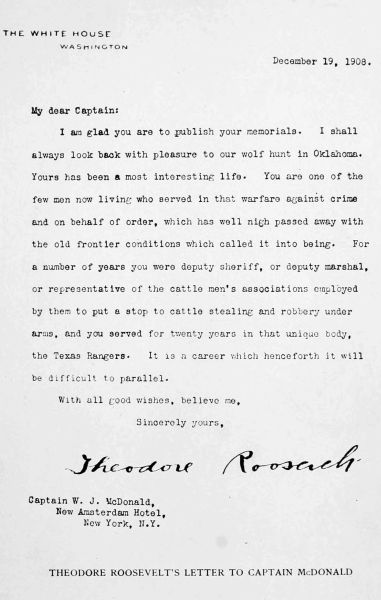 THE WHITE HOUSE
WASHINGTON
December 19, 1908.
My dear Captain:
I am glad you are to publish your memorials. I shall
always look back with pleasure to our wolf hunt in Oklahoma.
Yours has been a most interesting life. You are one of the
few men now living who served in that warfare against crime
and on behalf of order, which has well nigh passed away with
the old frontier conditions which called it into being. For
a number of years you were deputy sheriff, or deputy marshal,
or representative of the cattle men's associations employed
by them to put a stop to cattle stealing and robbery under
arms, and you served for twenty years in that unique body,
the Texas Rangers. It is a career which henceforth it will
be difficult to parallel.
With all good wishes, believe me,
Sincerely yours,
Theodore Roosevelt
Captain W. J. McDonald,
New Amsterdam Hotel,
New York, N.Y.
THEODORE ROOSEVELT'S LETTER TO CAPTAIN McDONALD